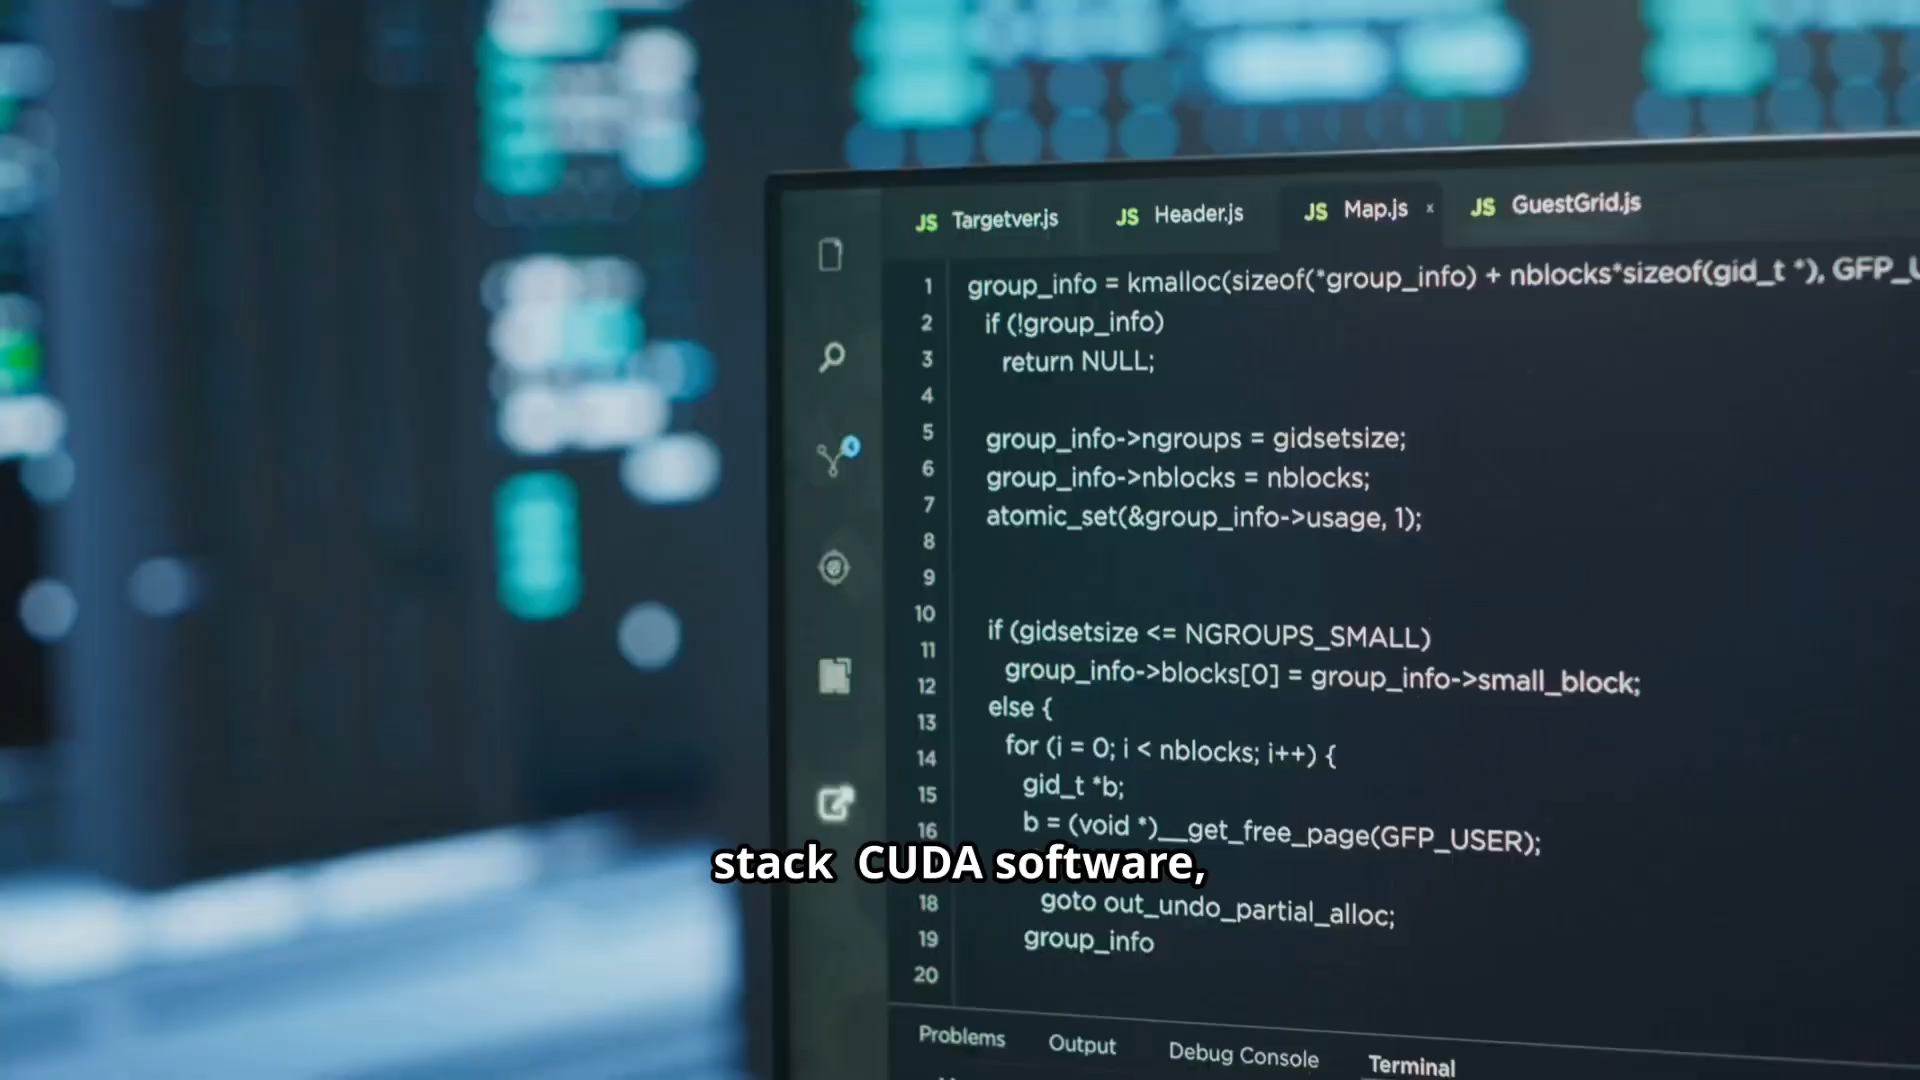 JS Targetver.js JS Header.js JS Map.js x JS GuestGrid.js
1 group_info = kmalloc(sizeof(*group_info) + nblocks*sizeof(gid_t *), GFP_U
2 if (!group_info)
3 return NULL;
4
5 group_info->ngroups = gidsetsize;
6 group_info->nblocks = nblocks;
7 atomic_set(&group_info->usage, 1);
8
9
10 if (gidsetsize <= NGROUPS_SMALL)
11 group_info->blocks[0] = group_info->small_block;
12 else {
13 for (i = 0; i < nblocks; i++) {
14 gid_t *b;
15 b = (void *)__get_free_page(GFP_USER);
16
stack CUDA software,
18 goto out_undo_partial_alloc;
19 group_info
20
Problems Output Debug Console Terminal